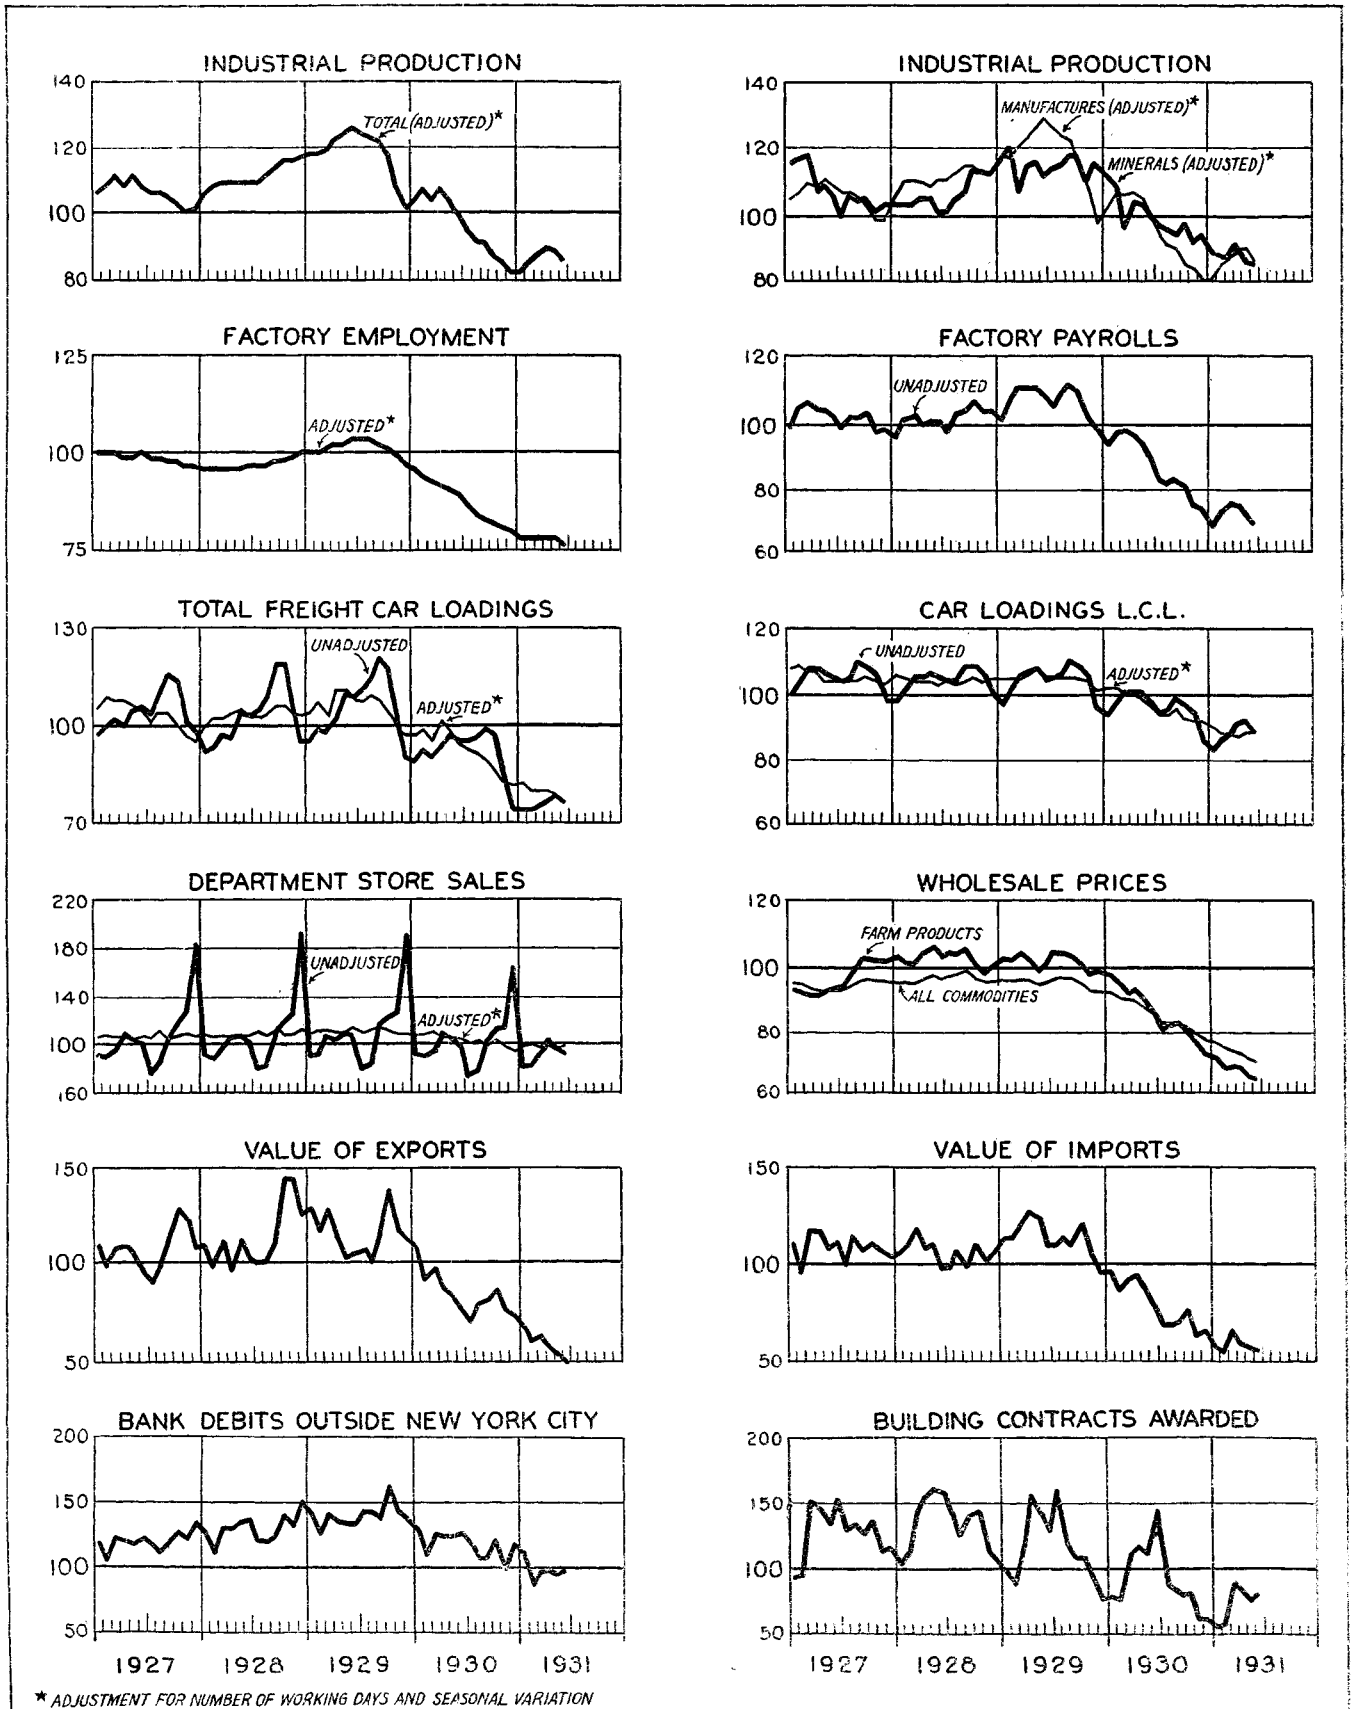 INDUSTRIAL PRODUCTION
140
120
100
80
TOTAL (ADJUSTED)*
INDUSTRIAL PRODUCTION
140
120
100
80
MANUFACTURES (ADJUSTED)*
MINERALS (ADJUSTED)*
FACTORY EMPLOYMENT
125
100
75
ADJUSTED*
FACTORY PAYROLLS
120
100
80
60
UNADJUSTED
TOTAL FREIGHT CAR LOADINGS
130
100
70
UNADJUSTED
ADJUSTED*
CAR LOADINGS L.C.L.
120
100
80
60
UNADJUSTED
ADJUSTED*
DEPARTMENT STORE SALES
220
180
140
100
60
UNADJUSTED
ADJUSTED*
WHOLESALE PRICES
120
100
80
60
FARM PRODUCTS
ALL COMMODITIES
VALUE OF EXPORTS
150
100
50
VALUE OF IMPORTS
150
100
50
BANK DEBITS OUTSIDE NEW YORK CITY
200
150
100
50
1927 1928 1929 1930 1931
BUILDING CONTRACTS AWARDED
200
150
100
50
1927 1928 1929 1930 1931
* ADJUSTMENT FOR NUMBER OF WORKING DAYS AND SEASONAL VARIATION